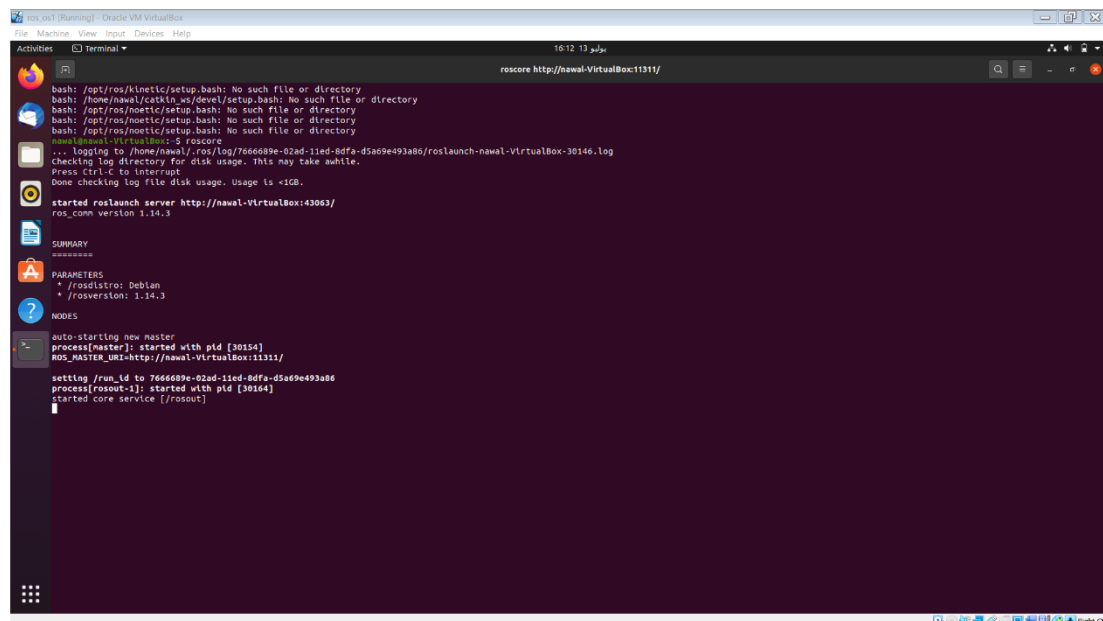 ros_os1 [Running] - Oracle VM VirtualBox
File Machine View Input Devices Help
Activities Terminal
16:12 13 يوليو
roscore http://nawal-VirtualBox:11311/
bash: /opt/ros/kinetic/setup.bash: No such file or directory
bash: /home/nawal/catkin_ws/devel/setup.bash: No such file or directory
bash: /opt/ros/noetic/setup.bash: No such file or directory
bash: /opt/ros/noetic/setup.bash: No such file or directory
bash: /opt/ros/noetic/setup.bash: No such file or directory
nawal@nawal-VirtualBox:~$ roscore
... logging to /home/nawal/.ros/log/7666689e-02ad-11ed-8dfa-d5a69e493a86/roslaunch-nawal-VirtualBox-30146.log
Checking log directory for disk usage. This may take awhile.
Press Ctrl-C to interrupt
Done checking log file disk usage. Usage is <1GB.
started roslaunch server http://nawal-VirtualBox:43063/
ros_comm version 1.14.3
SUMMARY
========
PARAMETERS
* /rosdistro: Debian
* /rosversion: 1.14.3
NODES
auto-starting new master
process[master]: started with pid [30154]
ROS_MASTER_URI=http://nawal-VirtualBox:11311/
setting /run_id to 7666689e-02ad-11ed-8dfa-d5a69e493a86
process[rosout-1]: started with pid [30164]
started core service [/rosout]